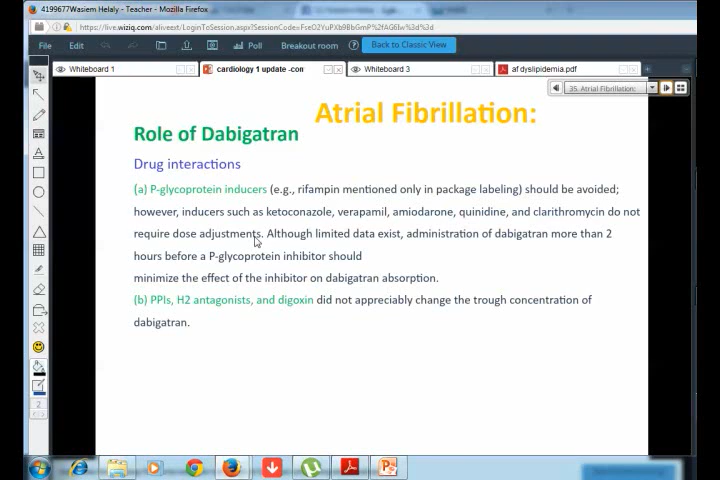 4199677Wasiem Helaly - Teacher - Mozilla Firefox
https://live.wiziq.com/aliveext/LoginToSession.aspx?SessionCode=
File Edit Poll Breakout room Back to Classic View
Whiteboard 1 cardiology 1 update -con Whiteboard 3 af dyslipidemia.pdf
35. Atrial Fibrillation:
Atrial Fibrillation:
Role of Dabigatran
Drug interactions
(a) P-glycoprotein inducers (e.g., rifampin mentioned only in package labeling) should be avoided;
however, inducers such as ketoconazole, verapamil, amiodarone, quinidine, and clarithromycin do not
require dose adjustments. Although limited data exist, administration of dabigatran more than 2
hours before a P-glycoprotein inhibitor should
minimize the effect of the inhibitor on dabigatran absorption.
(b) PPIs, H2 antagonists, and digoxin did not appreciably change the trough concentration of
dabigatran.
2